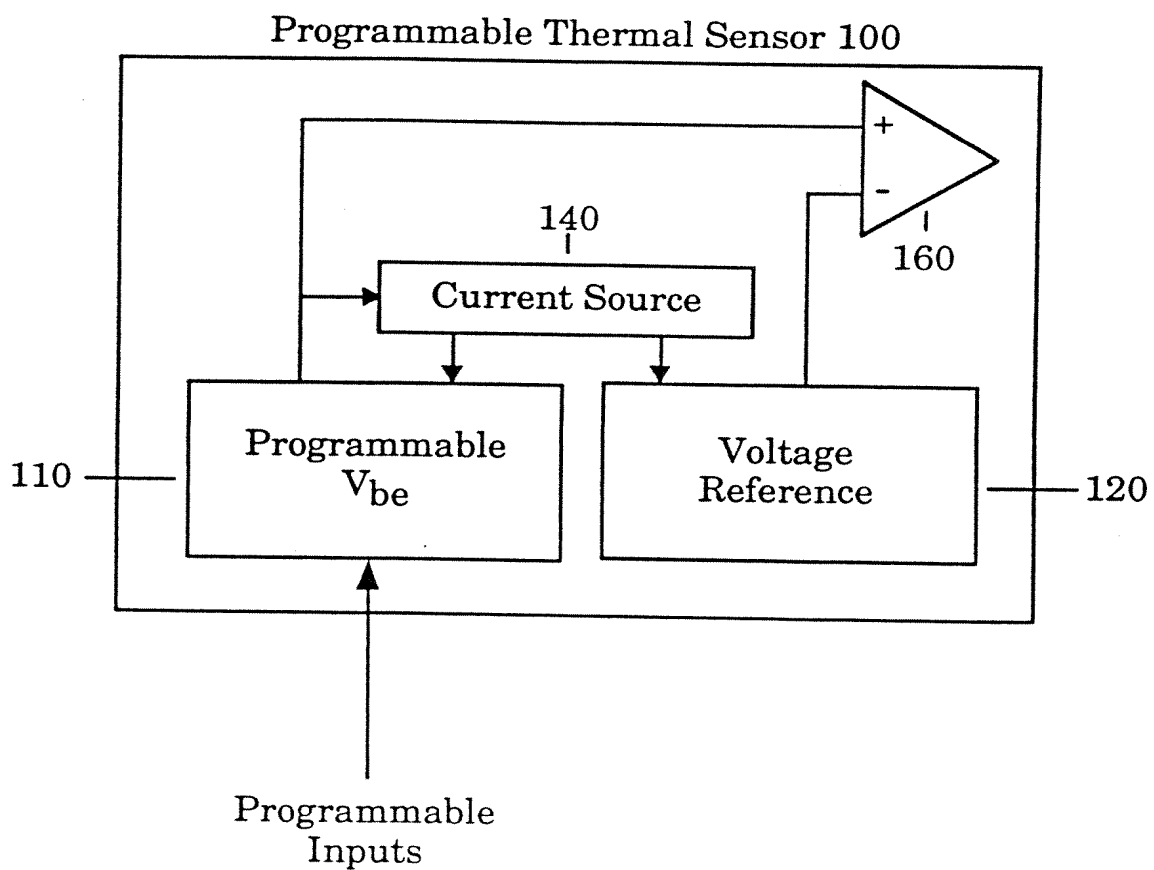 Programmable Thermal Sensor 100
+
-
140
160
Current Source
Programmable
Vbe
Voltage
Reference
110
120
Programmable
Inputs